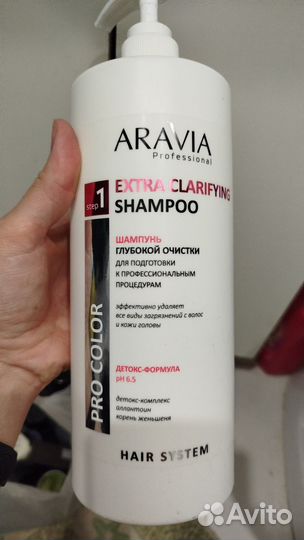 ARAVIA
Professional
step 1
EXTRA CLARIFYING
SHAMPOO
ШАМПУНЬ
ГЛУБОКОЙ ОЧИСТКИ
ДЛЯ ПОДГОТОВКИ
К ПРОФЕССИОНАЛЬНЫМ
ПРОЦЕДУРАМ
эффективно удаляет
все виды загрязнений с волос
и кожи головы
PRO COLOR
ДЕТОКС-ФОРМУЛА
pH 6.5
детокс-комплекс
аллантоин
корень женьшеня
HAIR SYSTEM
Avito